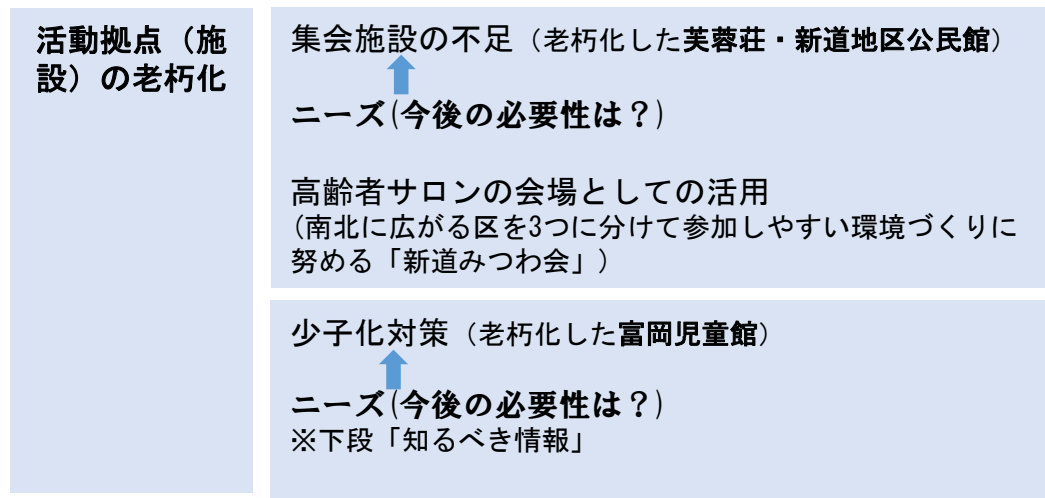 活動拠点（施
設）の老朽化
集会施設の不足（老朽化した芙蓉荘・新道地区公民館）
ニーズ(今後の必要性は？)
高齢者サロンの会場としての活用
(南北に広がる区を3つに分けて参加しやすい環境づくりに
努める「新道みつわ会」)
少子化対策（老朽化した富岡児童館）
ニーズ(今後の必要性は？)
※下段「知るべき情報」